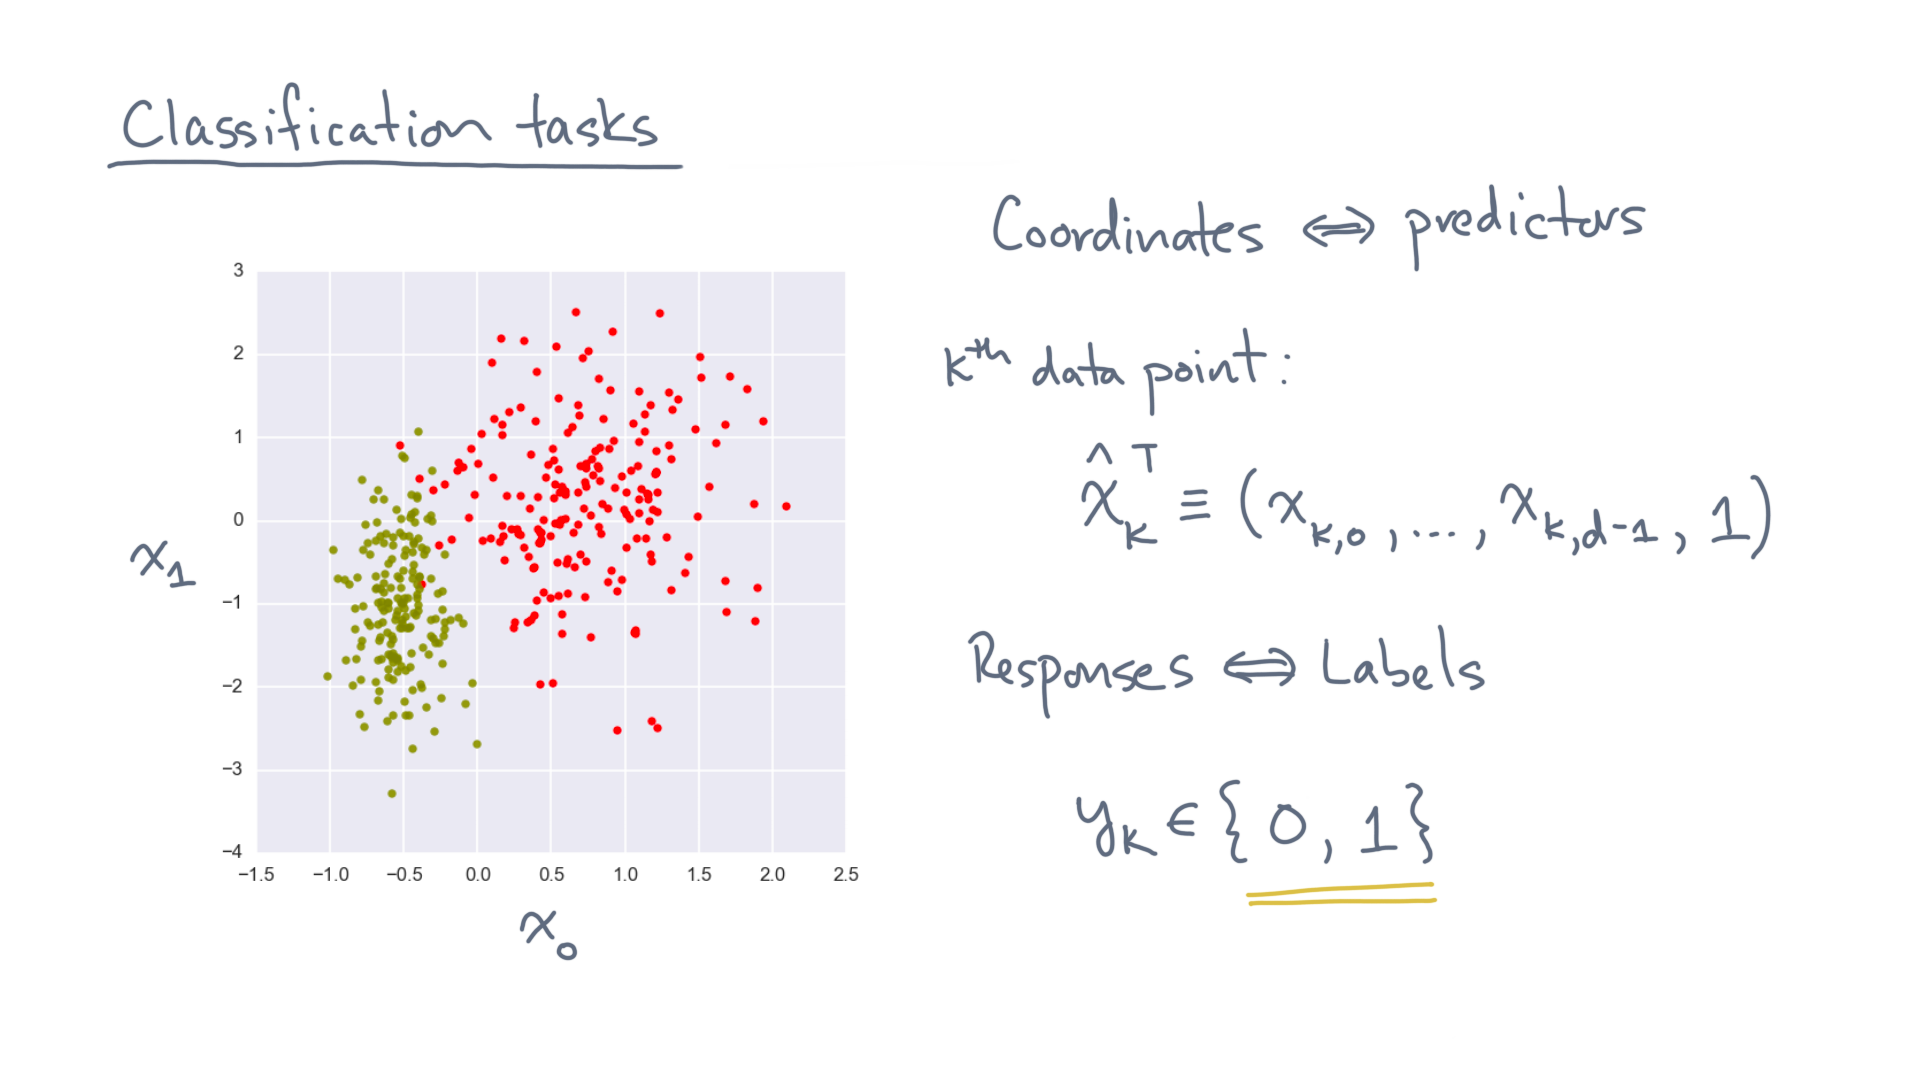 Classification tasks
Coordinates ⟺ predictors
kᵗʰ data point:
x̂ₖᵀ ≡ (xₖ,₀, ..., xₖ,d-1, 1)
Responses ⟺ Labels
yₖ ∈ {0, 1}
3
2
1
0
−1
−2
−3
−4
x₁
−1.5 −1.0 −0.5 0.0 0.5 1.0 1.5 2.0 2.5
x₀